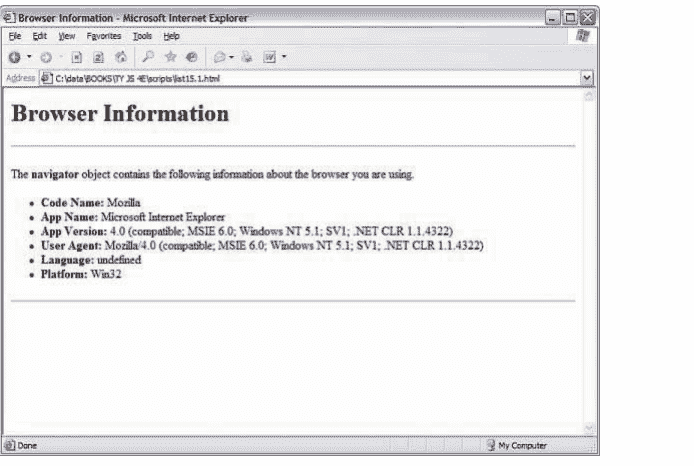 Browser Information - Microsoft Internet Explorer
File Edit View Favorites Tools Help
Address C:\data\BOOKS\TY JS 4E\scripts\list15.1.html
Browser Information
The navigator object contains the following information about the browser you are using.
• Code Name: Mozilla
• App Name: Microsoft Internet Explorer
• App Version: 4.0 (compatible; MSIE 6.0; Windows NT 5.1; SV1; .NET CLR 1.1.4322)
• User Agent: Mozilla/4.0 (compatible; MSIE 6.0; Windows NT 5.1; SV1; .NET CLR 1.1.4322)
• Language: undefined
• Platform: Win32
Done My Computer